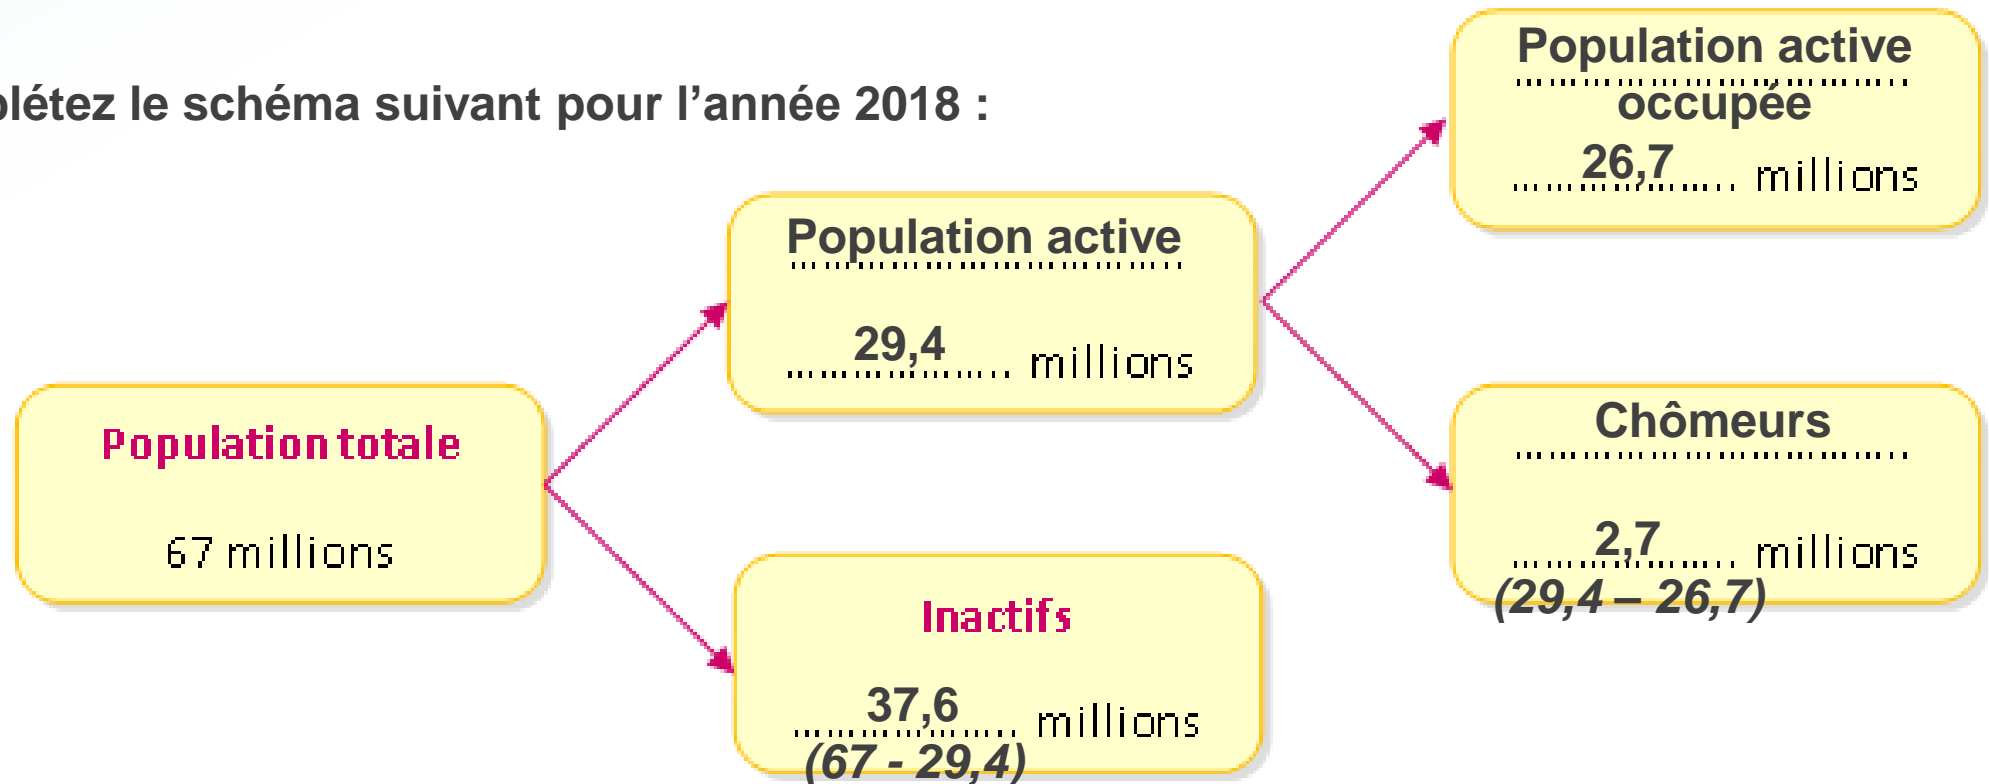 plétez le schéma suivant pour l’année 2018 :
Population totale
67 millions
Population active
29,4 millions
Inactifs
37,6 millions
(67 - 29,4)
Population active
occupée
26,7 millions
Chômeurs
2,7 millions
(29,4 – 26,7)